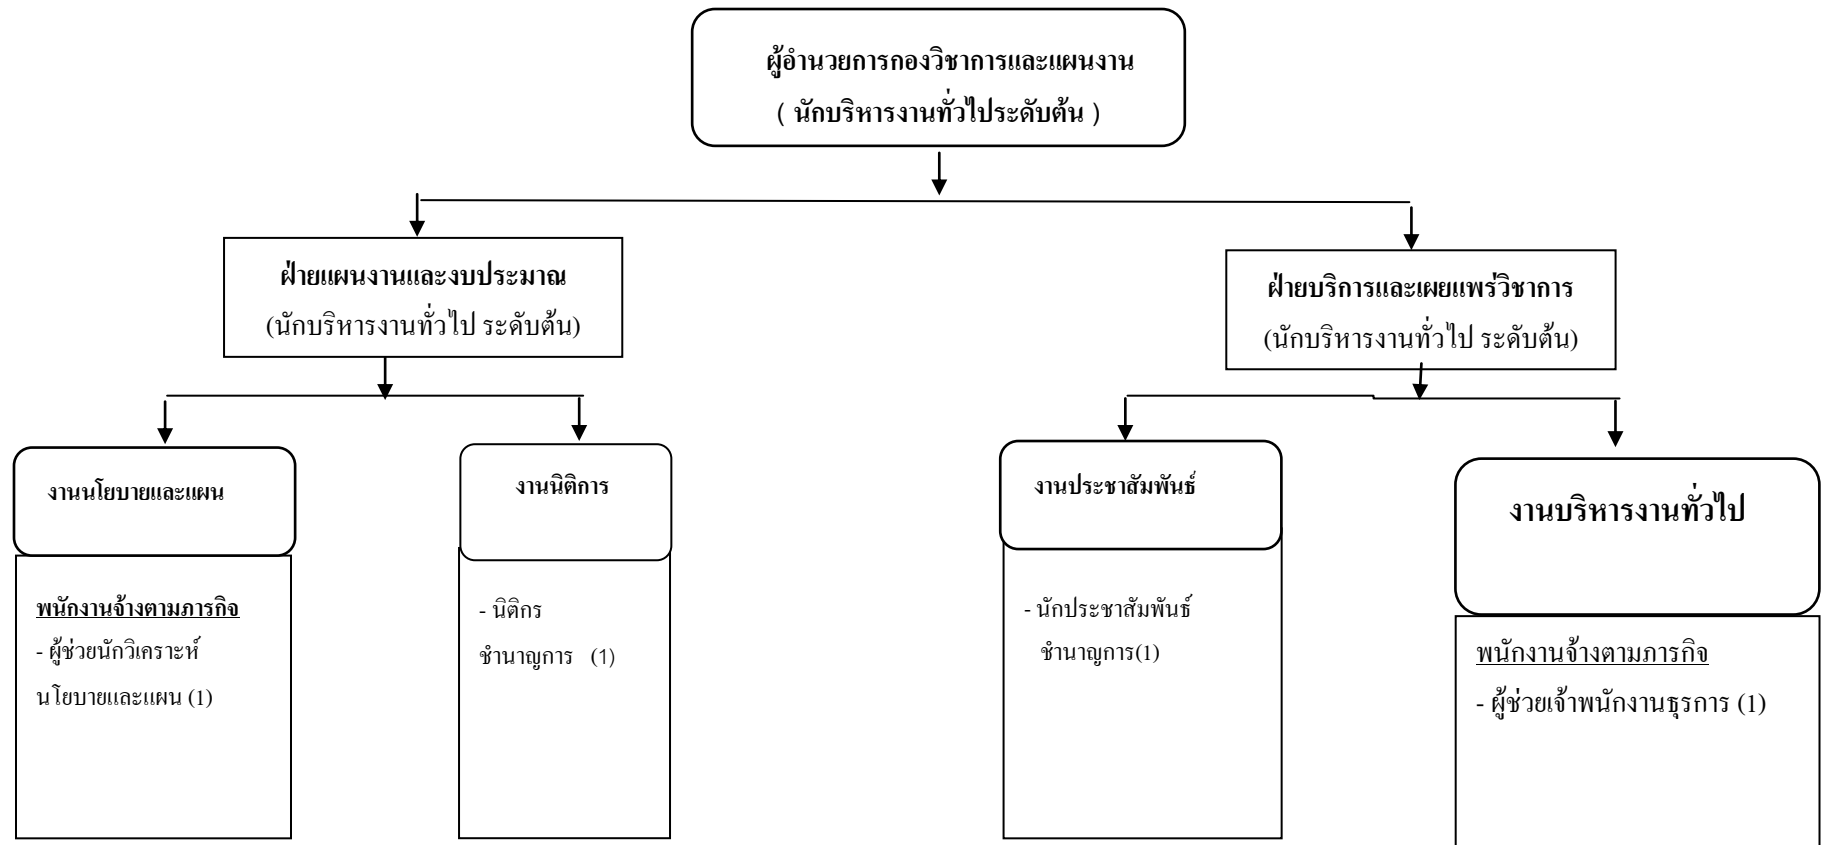 ผู้อำนวยการกองวิชาการและแผนงาน
( นักบริหารงานทั่วไประดับต้น )
ฝ่ายแผนงานและงบประมาณ
(นักบริหารงานทั่วไป ระดับต้น)
ฝ่ายบริการและเผยแพร่วิชาการ
(นักบริหารงานทั่วไป ระดับต้น)
งานนโยบายและแผน
พนักงานจ้างตามภารกิจ
- ผู้ช่วยนักวิเคราะห์
นโยบายและแผน (1)
งานนิติการ
- นิติกร
ชำนาญการ (1)
งานประชาสัมพันธ์
- นักประชาสัมพันธ์
ชำนาญการ(1)
งานบริหารงานทั่วไป
พนักงานจ้างตามภารกิจ
- ผู้ช่วยเจ้าพนักงานธุรการ (1)